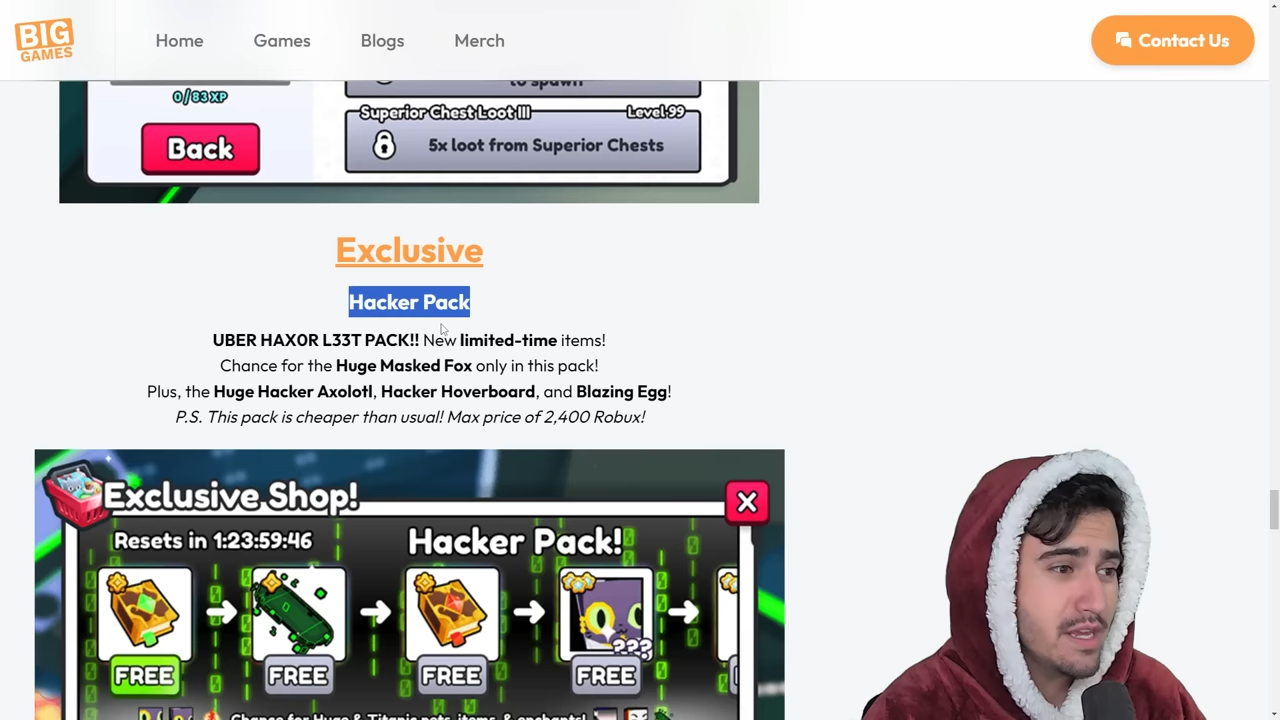 BIG
GAMES
Home
Games
Blogs
Merch
Contact Us
to spawn
0/83 XP
Superior Chest Loot III
Level 99
Back
5x loot from Superior Chests
Exclusive
Hacker Pack
UBER HAX0R L33T PACK!! New limited-time items!
Chance for the Huge Masked Fox only in this pack!
Plus, the Huge Hacker Axolotl, Hacker Hoverboard, and Blazing Egg!
P.S. This pack is cheaper than usual! Max price of 2,400 Robux!
Exclusive Shop!
X
Resets in 1:23:59:46
Hacker Pack!
???
FREE
FREE
FREE
FREE
Chance for Huge & Titanic pets, items, & enchants!